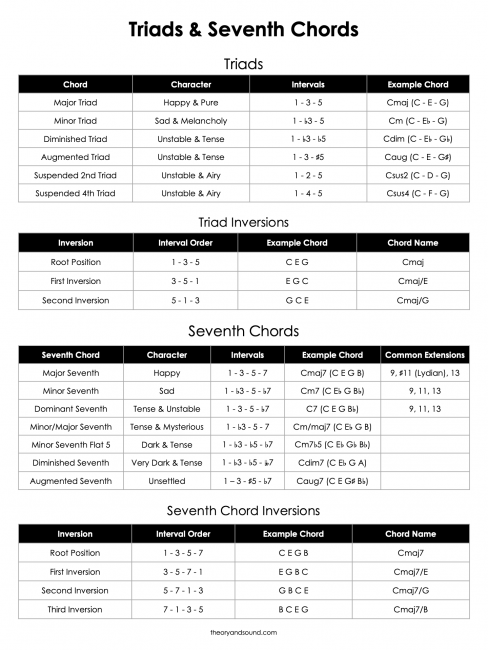 Triads & Seventh Chords
Triads
Chord Character Intervals Example Chord
Major Triad Happy & Pure 1 - 3 - 5 Cmaj (C - E - G)
Minor Triad Sad & Melancholy 1 - ♭3 - 5 Cm (C - E♭ - G)
Diminished Triad Unstable & Tense 1 - ♭3 - ♭5 Cdim (C - E♭ - G♭)
Augmented Triad Unstable & Tense 1 - 3 - ♯5 Caug (C - E - G♯)
Suspended 2nd Triad Unstable & Airy 1 - 2 - 5 Csus2 (C - D - G)
Suspended 4th Triad Unstable & Airy 1 - 4 - 5 Csus4 (C - F - G)
Triad Inversions
Inversion Interval Order Example Chord Chord Name
Root Position 1 - 3 - 5 C E G Cmaj
First Inversion 3 - 5 - 1 E G C Cmaj/E
Second Inversion 5 - 1 - 3 G C E Cmaj/G
Seventh Chords
Seventh Chord Character Intervals Example Chord Common Extensions
Major Seventh Happy 1 - 3 - 5 - 7 Cmaj7 (C E G B) 9, ♯11 (Lydian), 13
Minor Seventh Sad 1 - ♭3 - 5 - ♭7 Cm7 (C E♭ G B♭) 9, 11, 13
Dominant Seventh Tense & Unstable 1 - 3 - 5 - ♭7 C7 (C E G B♭) 9, 11, 13
Minor/Major Seventh Tense & Mysterious 1 - ♭3 - 5 - 7 Cm/maj7 (C E♭ G B)
Minor Seventh Flat 5 Dark & Tense 1 - ♭3 - ♭5 - ♭7 Cm7♭5 (C E♭ G♭ B♭)
Diminished Seventh Very Dark & Tense 1 - ♭3 - ♭5 - 𝄫7 Cdim7 (C E♭ G A)
Augmented Seventh Unsettled 1 – 3 - ♯5 - ♭7 Caug7 (C E G♯ B♭)
Seventh Chord Inversions
Inversion Interval Order Example Chord Chord Name
Root Position 1 - 3 - 5 - 7 C E G B Cmaj7
First Inversion 3 - 5 - 7 - 1 E G B C Cmaj7/E
Second Inversion 5 - 7 - 1 - 3 G B C E Cmaj7/G
Third Inversion 7 - 1 - 3 - 5 B C E G Cmaj7/B
theoryandsound.com